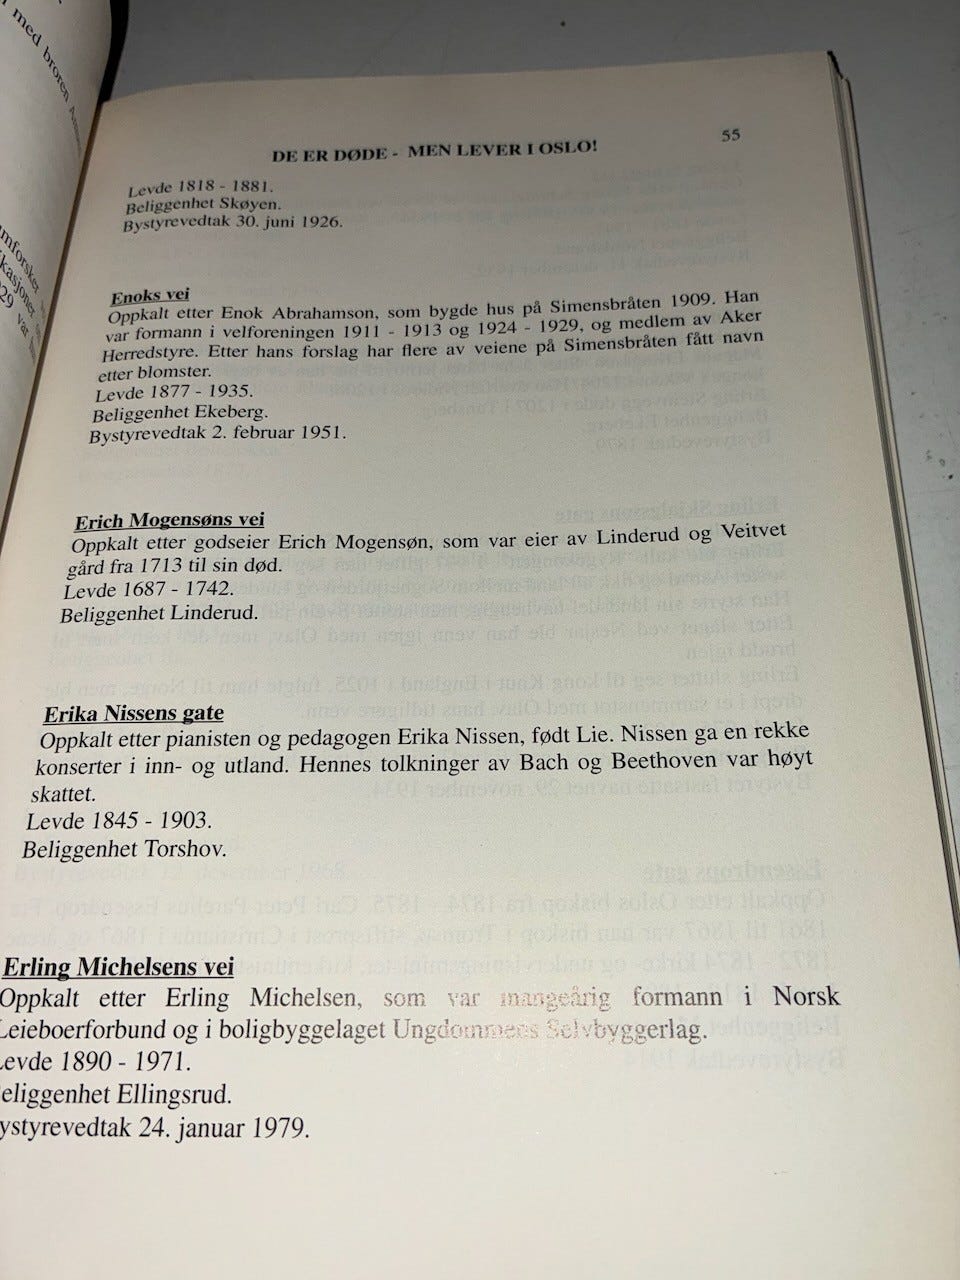 med broren
DE ER DØDE - MEN LEVER I OSLO!
55
Levde 1818 - 1881.
Beliggenhet Skøyen.
Bystyrevedtak 30. juni 1926.
Enoks vei
Oppkalt etter Enok Abrahamson, som bygde hus på Simensbråten 1909. Han
var formann i velforeningen 1911 - 1913 og 1924 - 1929, og medlem av Aker
Herredstyre. Etter hans forslag har flere av veiene på Simensbråten fått navn
etter blomster.
Levde 1877 - 1935.
Beliggenhet Ekeberg.
Bystyrevedtak 2. februar 1951.
Erich Mogensøns vei
Oppkalt etter godseier Erich Mogensøn, som var eier av Linderud og Veitvet
gård fra 1713 til sin død.
Levde 1687 - 1742.
Beliggenhet Linderud.
Erika Nissens gate
Oppkalt etter pianisten og pedagogen Erika Nissen, født Lie. Nissen ga en rekke
konserter i inn- og utland. Hennes tolkninger av Bach og Beethoven var høyt
skattet.
Levde 1845 - 1903.
Beliggenhet Torshov.
Erling Michelsens vei
Oppkalt etter Erling Michelsen, som var mangeårig formann i Norsk
Leieboerforbund og i boligbyggelaget Ungdommens Selvbyggerlag.
Levde 1890 - 1971.
eliggenhet Ellingsrud.
ystyrevedtak 24. januar 1979.